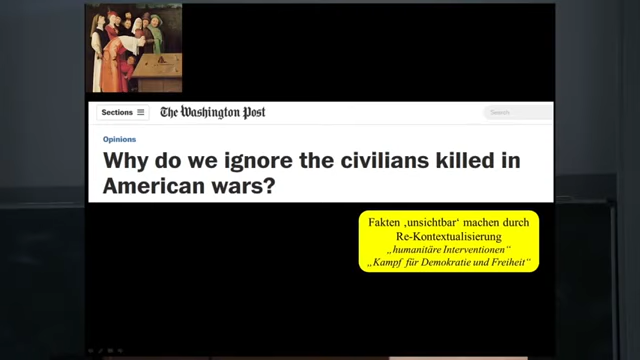 Sections
The Washington Post
Search
Opinions
Why do we ignore the civilians killed in
American wars?
Fakten ‚unsichtbar‘ machen durch
Re-Kontextualisierung
„humanitäre Interventionen“
„Kampf für Demokratie und Freiheit“